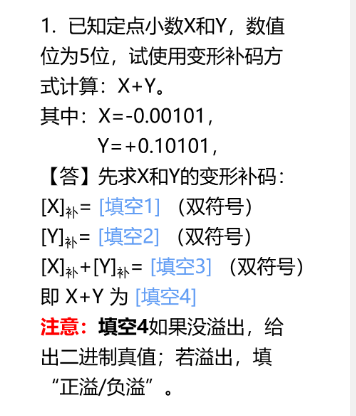 1. 已知定点小数X和Y，数值
位为5位，试使用变形补码方
式计算：X+Y。
其中：X=-0.00101，
Y=+0.10101，
【答】先求X和Y的变形补码：
[X]补= [填空1] （双符号）
[Y]补= [填空2] （双符号）
[X]补+[Y]补= [填空3] （双符号）
即 X+Y 为 [填空4]
注意：填空4如果没溢出，给
出二进制真值；若溢出，填
“正溢/负溢”。